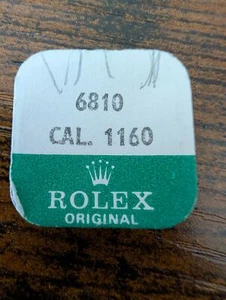 6810
CAL. 1160
ROLEX
ORIGINAL